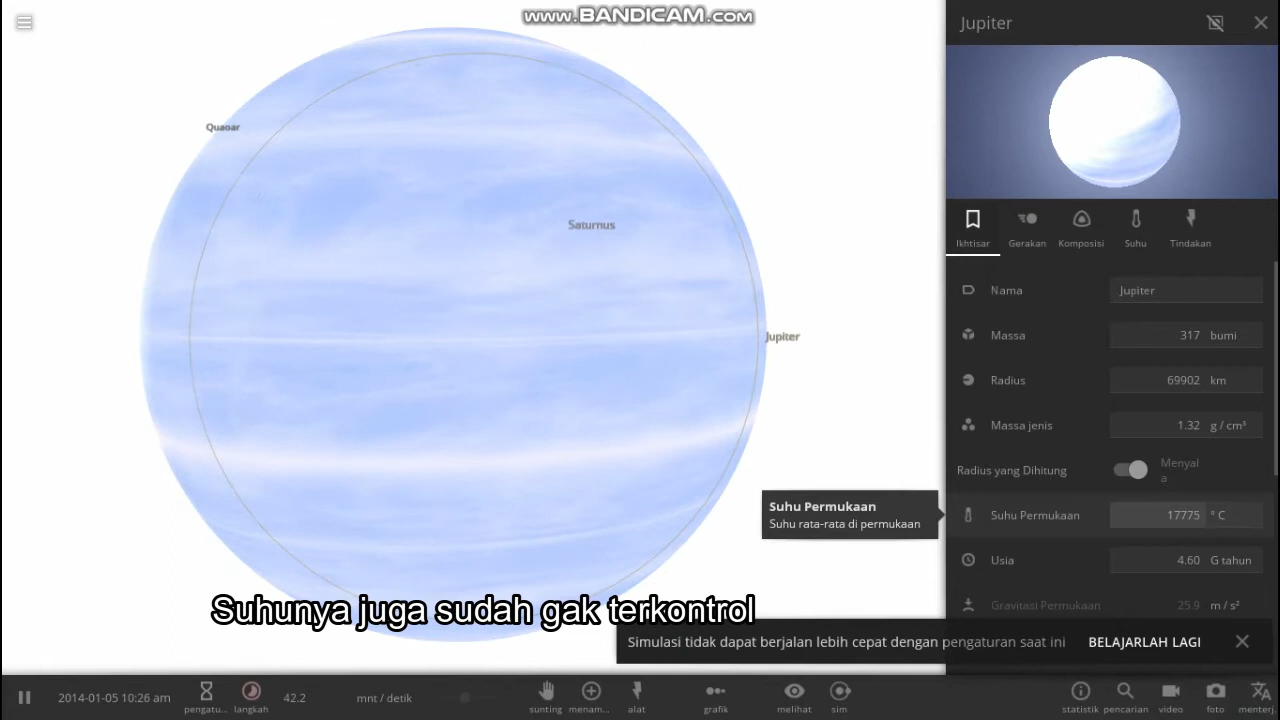 www.BANDICAM.com
Jupiter
Quaoar
Saturnus
Jupiter
Ikhtisar
Gerakan
Komposisi
Suhu
Tindakan
Nama
Jupiter
Massa
317 bumi
Radius
69902 km
Massa jenis
1.32 g / cm³
Radius yang Dihitung
Menyal
a
Suhu Permukaan
Suhu rata-rata di permukaan
Suhu Permukaan
17775 ° C
Usia
4.60 G tahun
Gravitasi Permukaan
25.9 m / s²
Suhunya juga sudah gak terkontrol
Simulasi tidak dapat berjalan lebih cepat dengan pengaturan saat ini
BELAJARLAH LAGI
2014-01-05 10:26 am
pengatu...
langkah
42.2
mnt / detik
sunting
menam...
alat
grafik
melihat
sim
statistik
pencarian
video
foto
menterj